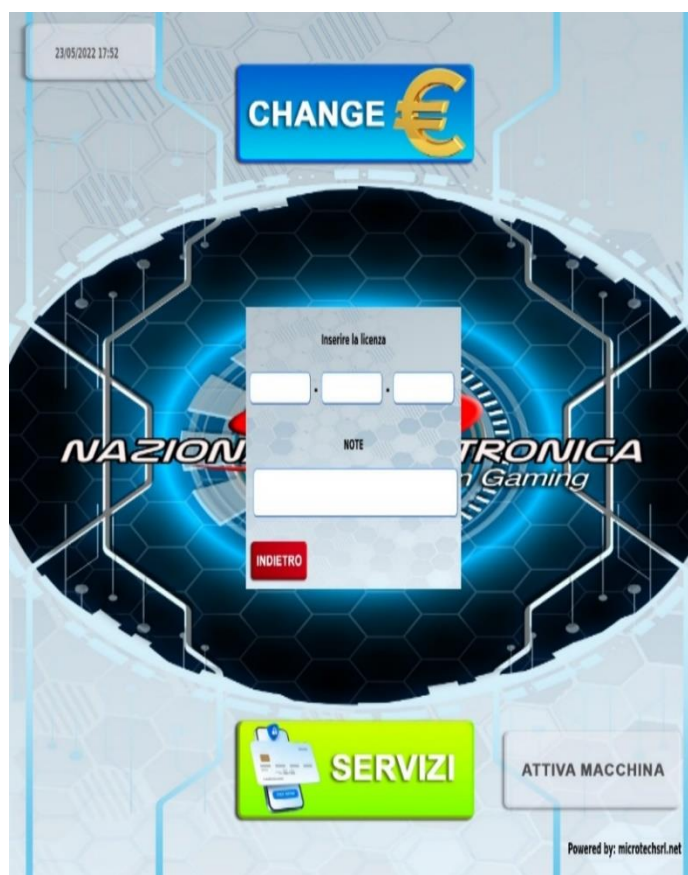 23/05/2022 17:52
CHANGE €
Inserire la licenza
. .
NOTE
NAZION TRONICA
n Gaming
INDIETRO
SERVIZI
ATTIVA MACCHINA
Powered by: microtechsrl.net